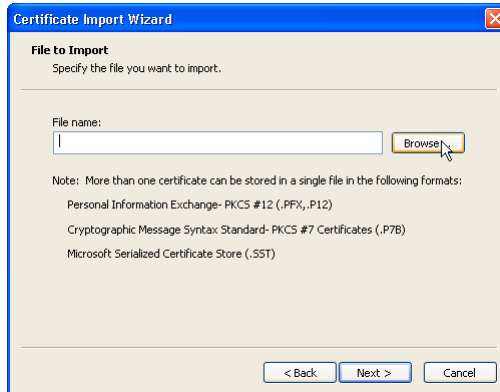 Certificate Import Wizard
File to Import
Specify the file you want to import.
File name:
Browse...
Note: More than one certificate can be stored in a single file in the following formats:
Personal Information Exchange- PKCS #12 (.PFX,.P12)
Cryptographic Message Syntax Standard- PKCS #7 Certificates (.P7B)
Microsoft Serialized Certificate Store (.SST)
< Back
Next >
Cancel